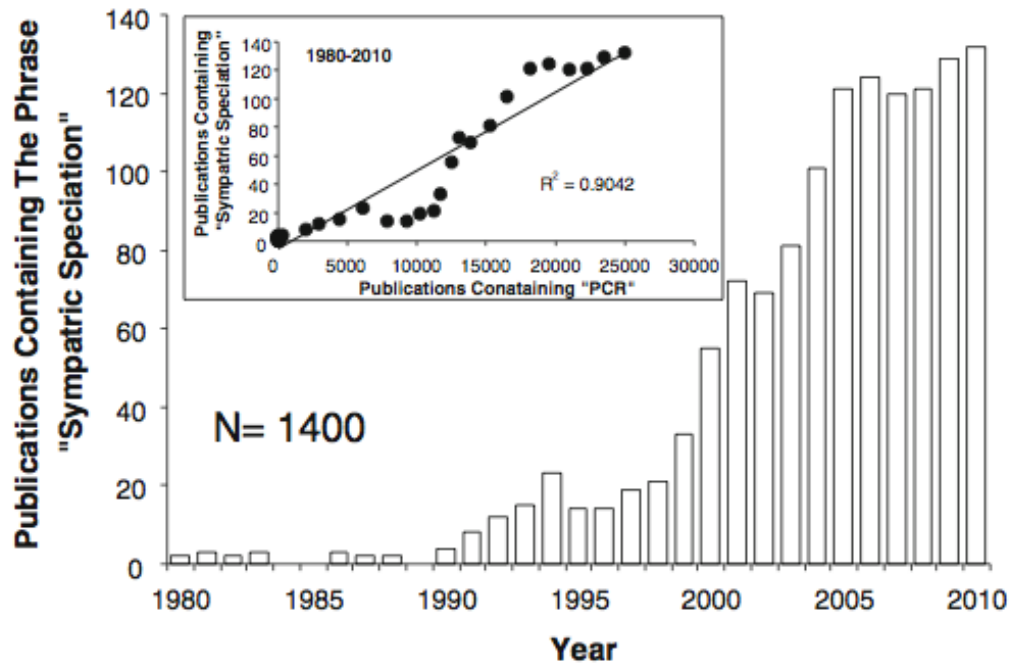 Publications Containing The Phrase
"Sympatric Speciation"
140
120
100
80
60
40
20
0
1980-2010
Publications Containing
"Sympatric Speciation"
140
120
100
80
60
40
20
0
R² = 0.9042
0 5000 10000 15000 20000 25000 30000
Publications Conataining "PCR"
N= 1400
1980 1985 1990 1995 2000 2005 2010
Year